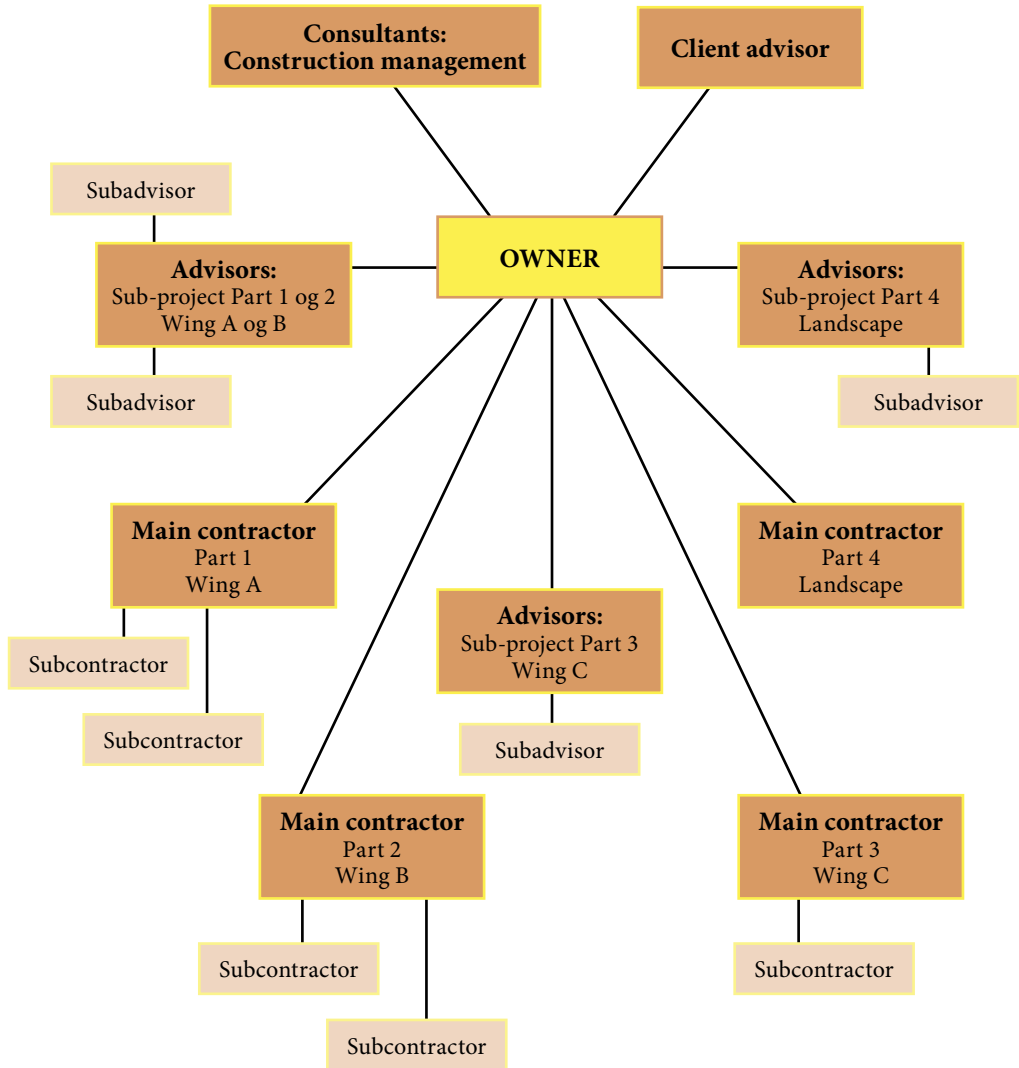 Consultants:
Construction management
Client advisor
Subadvisor
OWNER
Advisors:
Sub-project Part 1 og 2
Wing A og B
Advisors:
Sub-project Part 4
Landscape
Subadvisor
Subadvisor
Main contractor
Part 1
Wing A
Main contractor
Part 4
Landscape
Advisors:
Sub-project Part 3
Wing C
Subcontractor
Subcontractor
Subadvisor
Main contractor
Part 2
Wing B
Main contractor
Part 3
Wing C
Subcontractor
Subcontractor
Subcontractor